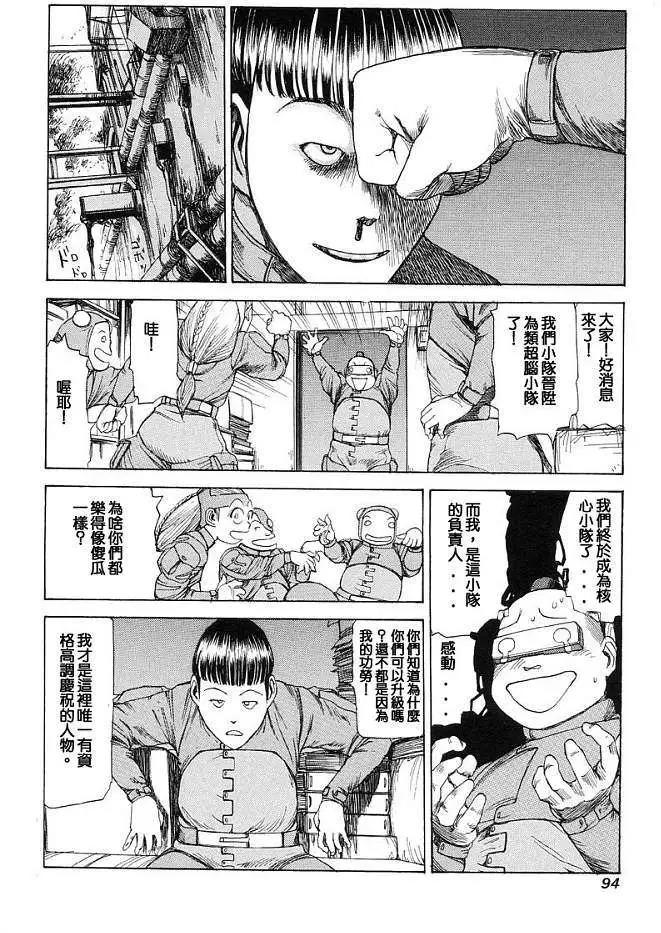 ゴボッ
ドロドロ
大家！好消息
來了！
我們小隊晉陞
為類超腦小隊
了！
哇！
喔耶！
我們終於成為核
心小隊了．．．
而我，是這小隊
的負責人
．．．
感動．．．
為啥你們都
樂得像傻瓜
一樣？
你們知道為什麼
你們可以升級嗎
？還不都是因為
我的功勞！
我才是這裡唯一有資
格高調慶祝的人物。
94